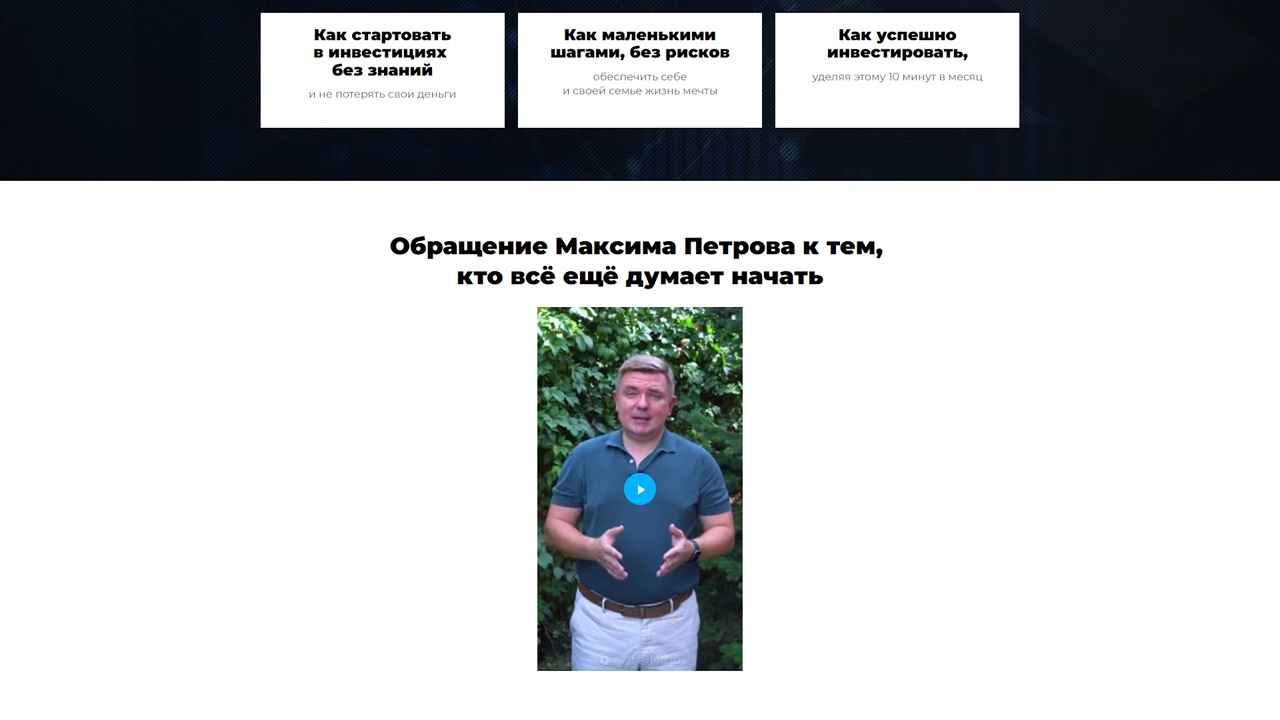 Как стартовать
в инвестициях
без знаний
и не потерять свои деньги
Как маленькими
шагами, без рисков
обеспечить себе
и своей семье жизнь мечты
Как успешно
инвестировать,
уделяя этому 10 минут в месяц
Обращение Максима Петрова к тем,
кто всё ещё думает начать